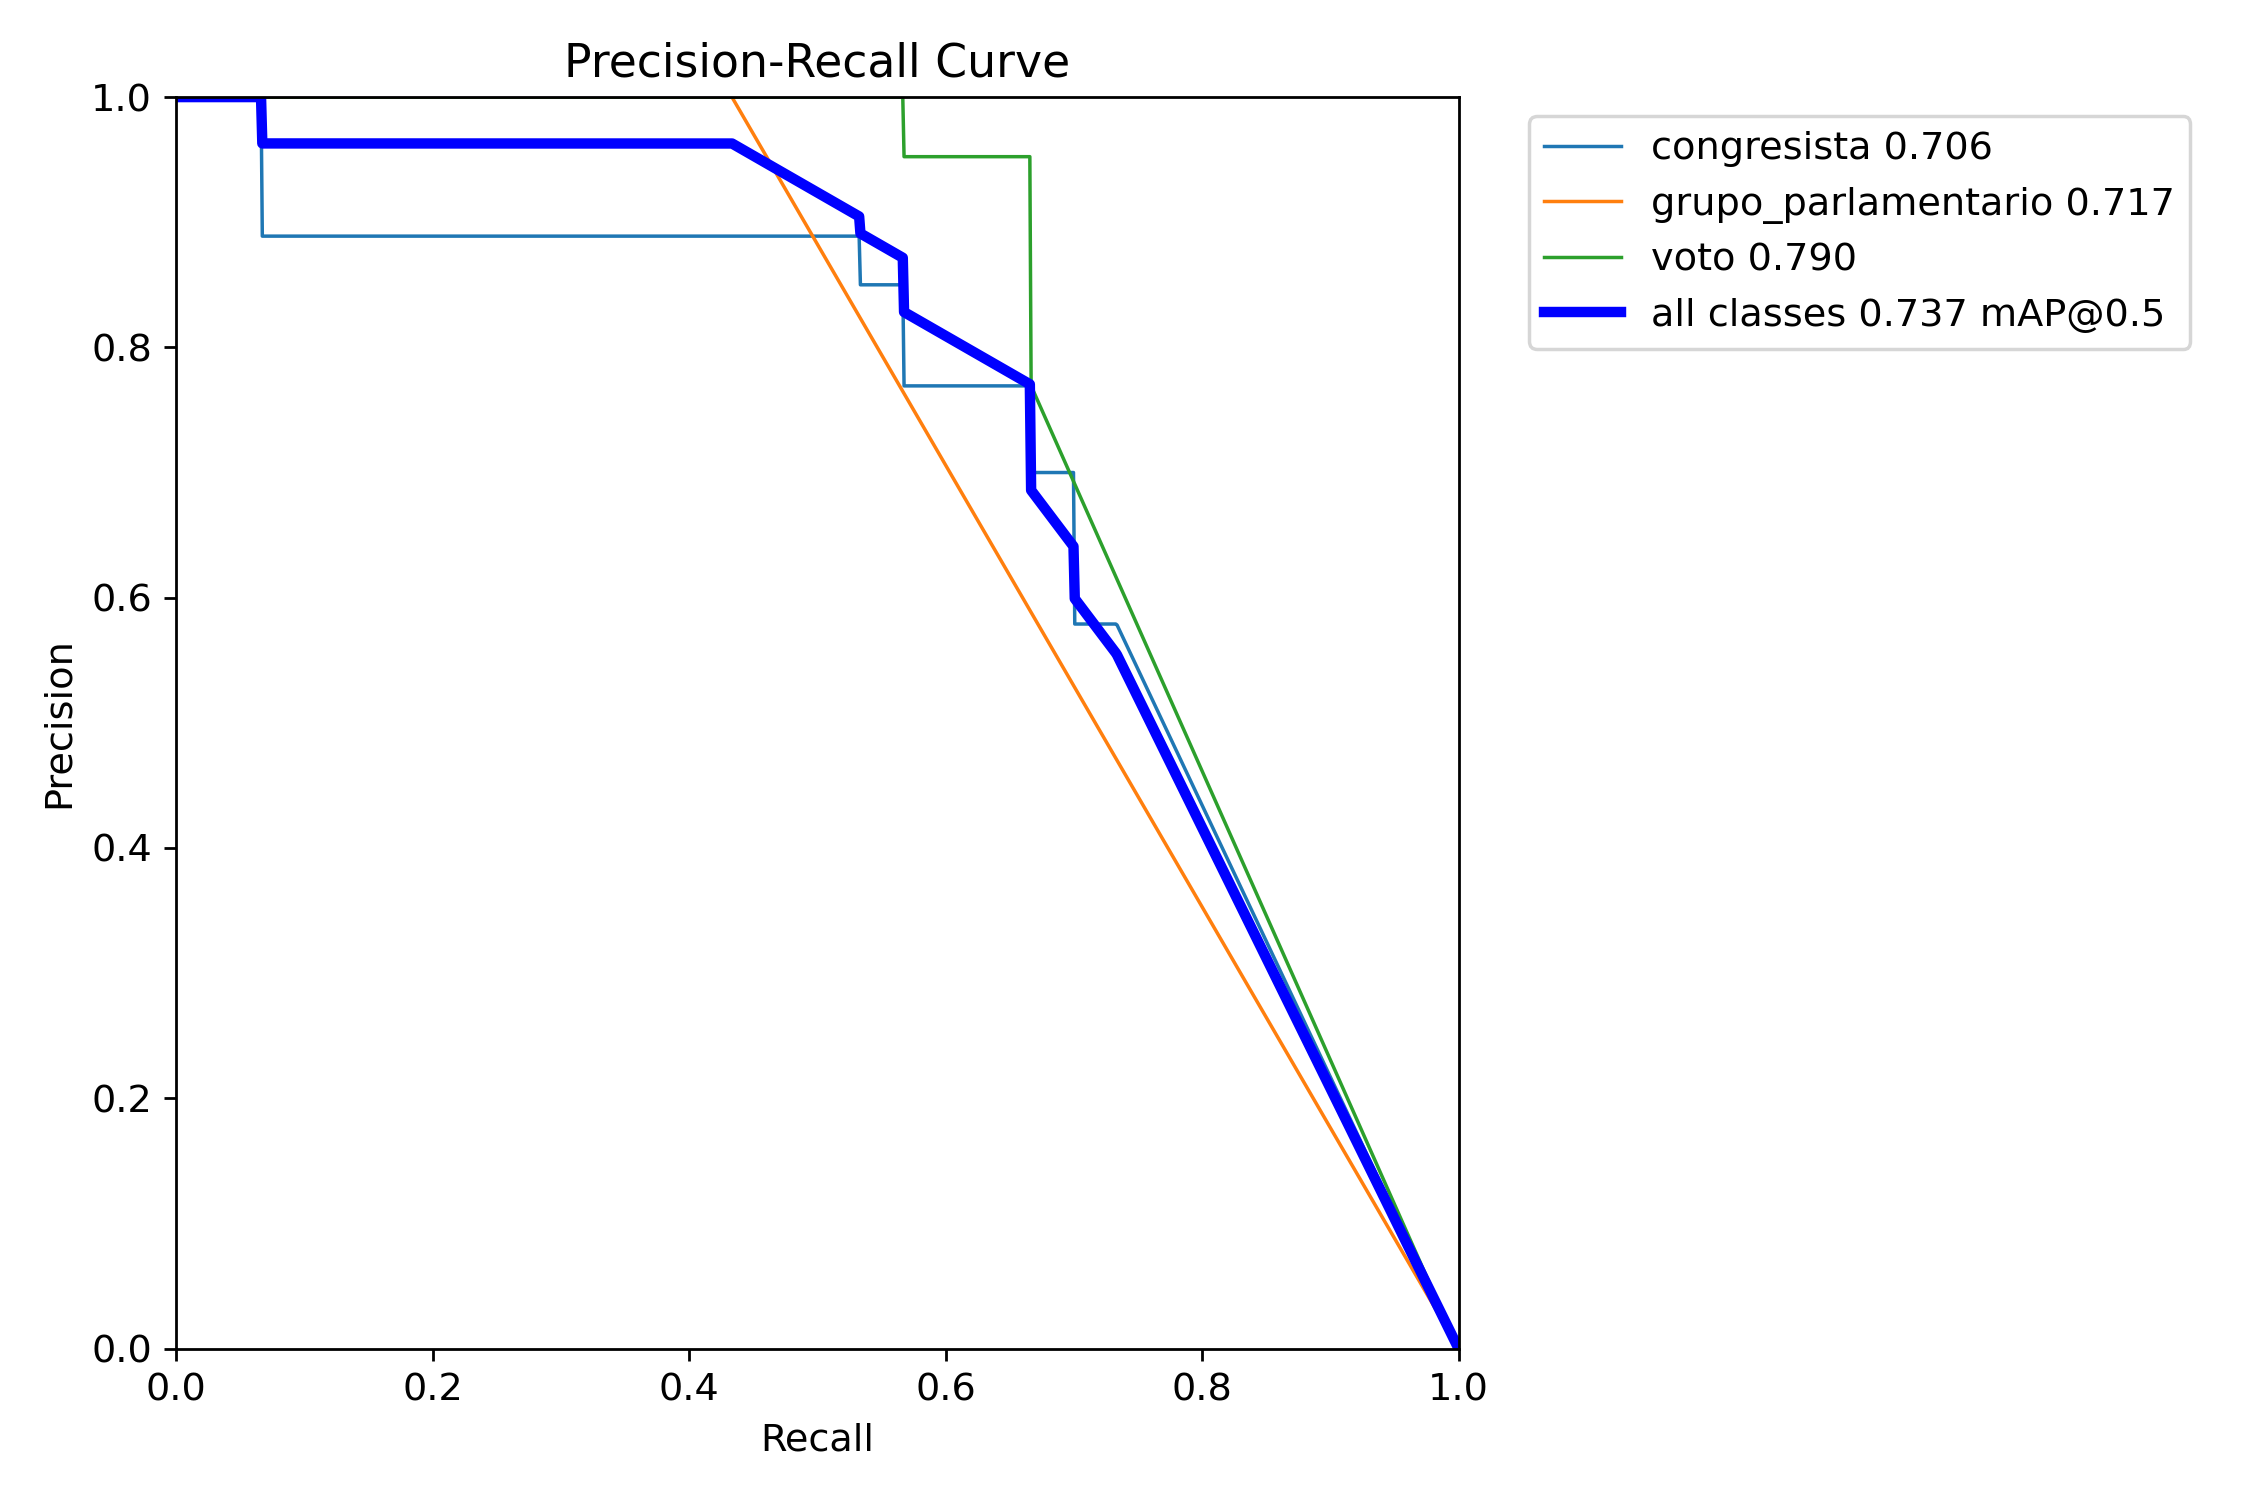 Precision-Recall Curve
1.0
0.8
0.6
0.4
0.2
0.0
Precision
0.0 0.2 0.4 0.6 0.8 1.0
Recall
congresista 0.706
grupo_parlamentario 0.717
voto 0.790
all classes 0.737 mAP@0.5